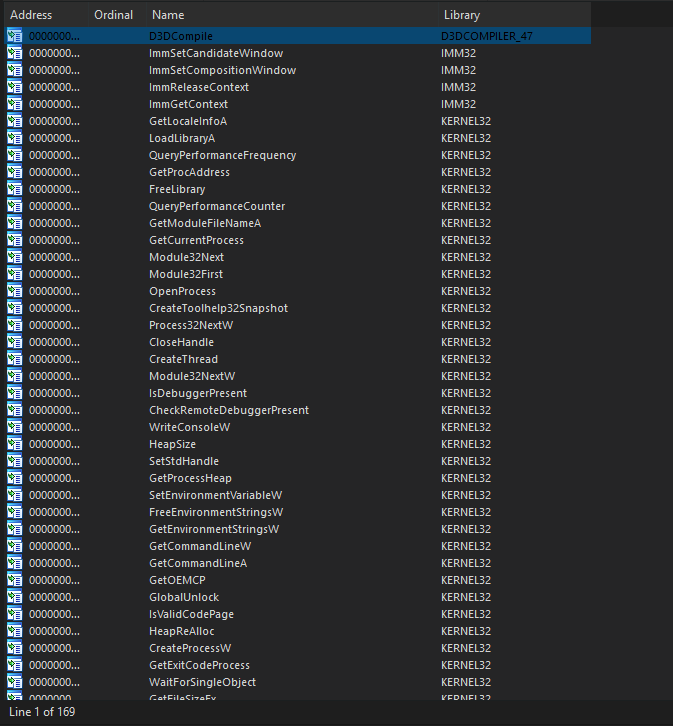 Address Ordinal Name Library
0000000... D3DCompile D3DCOMPILER_47
0000000... ImmSetCandidateWindow IMM32
0000000... ImmSetCompositionWindow IMM32
0000000... ImmReleaseContext IMM32
0000000... ImmGetContext IMM32
0000000... GetLocaleInfoA KERNEL32
0000000... LoadLibraryA KERNEL32
0000000... QueryPerformanceFrequency KERNEL32
0000000... GetProcAddress KERNEL32
0000000... FreeLibrary KERNEL32
0000000... QueryPerformanceCounter KERNEL32
0000000... GetModuleFileNameA KERNEL32
0000000... GetCurrentProcess KERNEL32
0000000... Module32Next KERNEL32
0000000... Module32First KERNEL32
0000000... OpenProcess KERNEL32
0000000... CreateToolhelp32Snapshot KERNEL32
0000000... Process32NextW KERNEL32
0000000... CloseHandle KERNEL32
0000000... CreateThread KERNEL32
0000000... Module32NextW KERNEL32
0000000... IsDebuggerPresent KERNEL32
0000000... CheckRemoteDebuggerPresent KERNEL32
0000000... WriteConsoleW KERNEL32
0000000... HeapSize KERNEL32
0000000... SetStdHandle KERNEL32
0000000... GetProcessHeap KERNEL32
0000000... SetEnvironmentVariableW KERNEL32
0000000... FreeEnvironmentStringsW KERNEL32
0000000... GetEnvironmentStringsW KERNEL32
0000000... GetCommandLineW KERNEL32
0000000... GetCommandLineA KERNEL32
0000000... GetOEMCP KERNEL32
0000000... GlobalUnlock KERNEL32
0000000... IsValidCodePage KERNEL32
0000000... HeapReAlloc KERNEL32
0000000... CreateProcessW KERNEL32
0000000... GetExitCodeProcess KERNEL32
0000000... WaitForSingleObject KERNEL32
0000000... GetFileSizeEx KERNEL32
Line 1 of 169